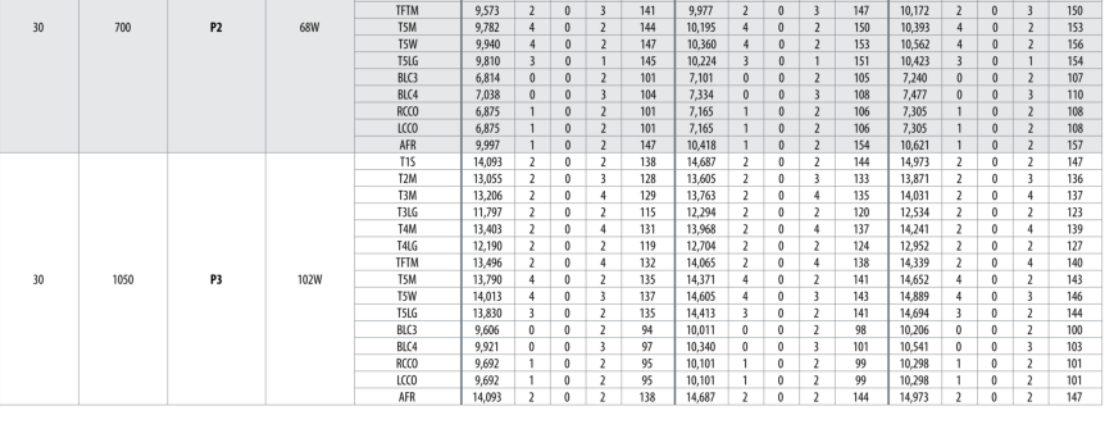 TFTM 9,573 2 0 3 141 9,977 2 0 3 147 10,172 2 0 3 150
30 700 P2 68W T5M 9,782 4 0 2 144 10,195 4 0 2 150 10,393 4 0 2 153
T5W 9,940 4 0 2 147 10,360 4 0 2 153 10,562 4 0 2 156
T5LG 9,810 3 0 1 145 10,224 3 0 1 151 10,423 3 0 1 154
BLC3 6,814 0 0 2 101 7,101 0 0 2 105 7,240 0 0 2 107
BLC4 7,038 0 0 3 104 7,334 0 0 3 108 7,477 0 0 3 110
RCCO 6,875 1 0 2 101 7,165 1 0 2 106 7,305 1 0 2 108
LCCO 6,875 1 0 2 101 7,165 1 0 2 106 7,305 1 0 2 108
AFR 9,997 1 0 2 147 10,418 1 0 2 154 10,621 1 0 2 157
T1S 14,093 2 0 2 138 14,687 2 0 2 144 14,973 2 0 2 147
T2M 13,055 2 0 3 128 13,605 2 0 3 133 13,871 2 0 3 136
T3M 13,206 2 0 4 129 13,763 2 0 4 135 14,031 2 0 4 137
T3LG 11,797 2 0 2 115 12,294 2 0 2 120 12,534 2 0 2 123
T4M 13,403 2 0 4 131 13,968 2 0 4 137 14,241 2 0 4 139
T4LG 12,190 2 0 2 119 12,704 2 0 2 124 12,952 2 0 2 127
TFTM 13,496 2 0 4 132 14,065 2 0 4 138 14,339 2 0 4 140
30 1050 P3 102W T5M 13,790 4 0 2 135 14,371 4 0 2 141 14,652 4 0 2 143
T5W 14,013 4 0 3 137 14,605 4 0 3 143 14,889 4 0 3 146
T5LG 13,830 3 0 2 135 14,413 3 0 2 141 14,694 3 0 2 144
BLC3 9,606 0 0 2 94 10,011 0 0 2 98 10,206 0 0 2 100
BLC4 9,921 0 0 3 97 10,340 0 0 3 101 10,541 0 0 3 103
RCCO 9,692 1 0 2 95 10,101 1 0 2 99 10,298 1 0 2 101
LCCO 9,692 1 0 2 95 10,101 1 0 2 99 10,298 1 0 2 101
AFR 14,093 2 0 2 138 14,687 2 0 2 144 14,973 2 0 2 147